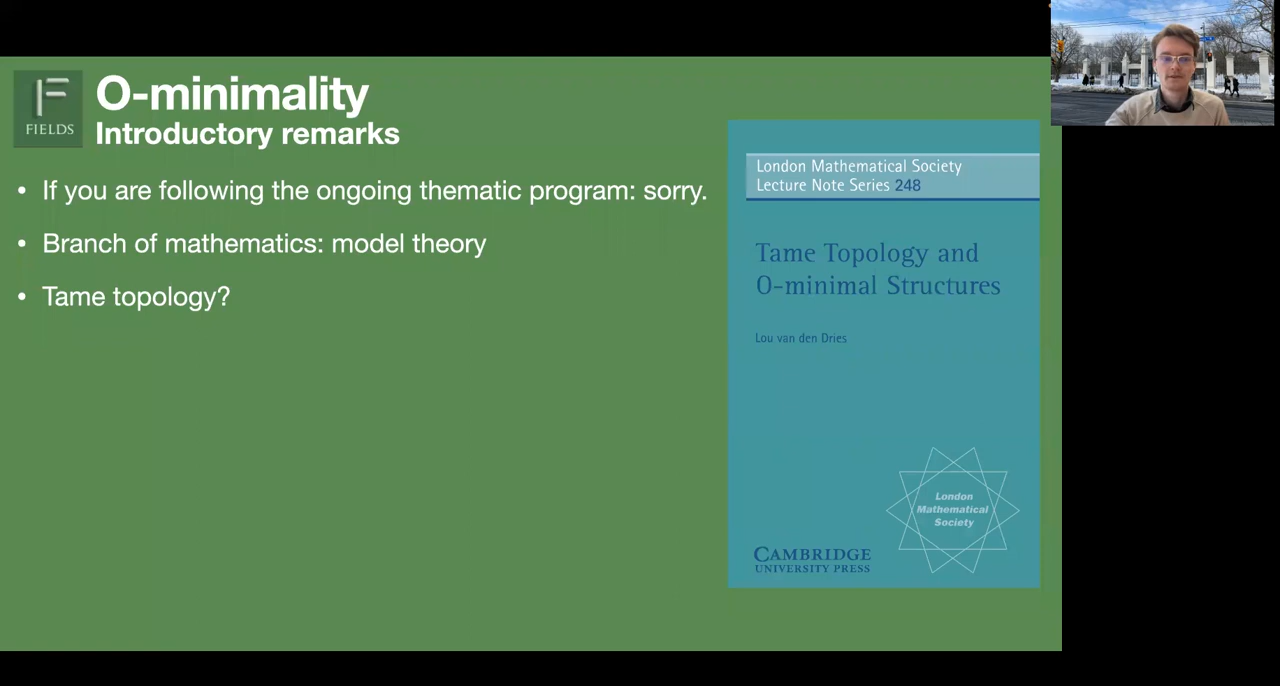 FIELDS
O-minimality
Introductory remarks
• If you are following the ongoing thematic program: sorry.
• Branch of mathematics: model theory
• Tame topology?
London Mathematical Society
Lecture Note Series 248
Tame Topology and
O-minimal Structures
Lou van den Dries
London
Mathematical
Society
CAMBRIDGE
UNIVERSITY PRESS